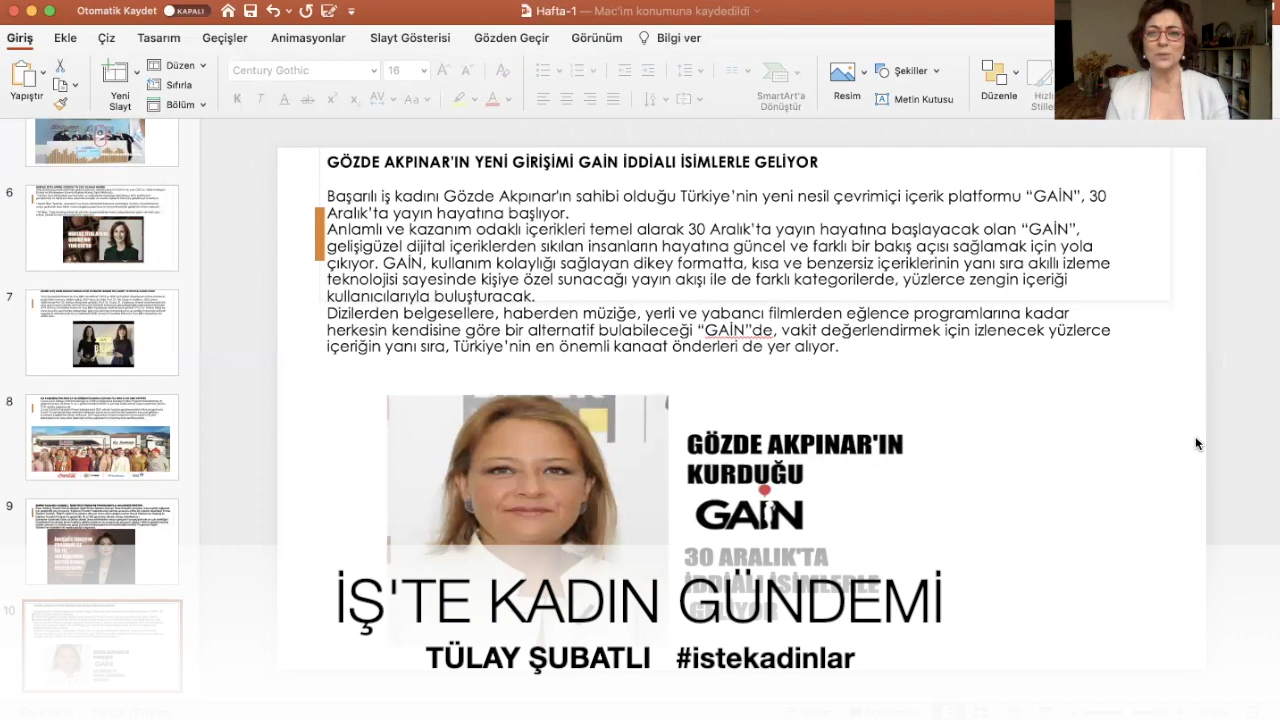 Otomatik Kaydet KAPALI
Hafta-1 — Mac'im konumuna kaydedildi
Giriş Ekle Çiz Tasarım Geçişler Animasyonlar Slayt Gösterisi Gözden Geçir Görünüm Bilgi ver
Yapıştır
Yeni
Slayt
Düzen
Sıfırla
Bölüm
Century Gothic 16
SmartArt'a
Dönüştür
Resim
Şekiller
Metin Kutusu
Düzenle
Hızlı
Stiller
6
7
8
9
10
GÖZDE AKPINAR'IN YENİ GİRİŞİMİ GAİN İDDİALI İSİMLERLE GELİYOR
Başarılı iş kadını Gözde Akpınar'ın sahibi olduğu Türkiye'nin yeni nesil çevrimiçi içerik platformu “GAİN”, 30
Aralık'ta yayın hayatına başlıyor.
Anlamlı ve kazanım odaklı içerikleri temel alarak 30 Aralık'ta yayın hayatına başlayacak olan “GAİN”,
gelişigüzel dijital içeriklerden sıkılan insanların hayatına güncel ve farklı bir bakış açısı sağlamak için yola
çıkıyor. GAİN, kullanım kolaylığı sağlayan dikey formatta, kısa ve benzersiz içeriklerinin yanı sıra akıllı izleme
teknolojisi sayesinde kişiye özel sunacağı yayın akışı ile de farklı kategorilerde, yüzlerce zengin içeriği
kullanıcılarıyla buluşturacak.
Dizilerden belgesellere, haberden müziğe, yerli ve yabancı filmlerden eğlence programlarına kadar
herkesin kendisine göre bir alternatif bulabileceği “GAİN”de, vakit değerlendirmek için izlenecek yüzlerce
içeriğin yanı sıra, Türkiye'nin en önemli kanaat önderleri de yer alıyor.
GÖZDE AKPINAR'IN
KURDUĞU
GAİN
30 ARALIK'TA
İDDİALI İSİMLERLE
GELİYOR
İŞ'TE KADIN GÜNDEMİ
TÜLAY ŞUBATLI #istekadinlar